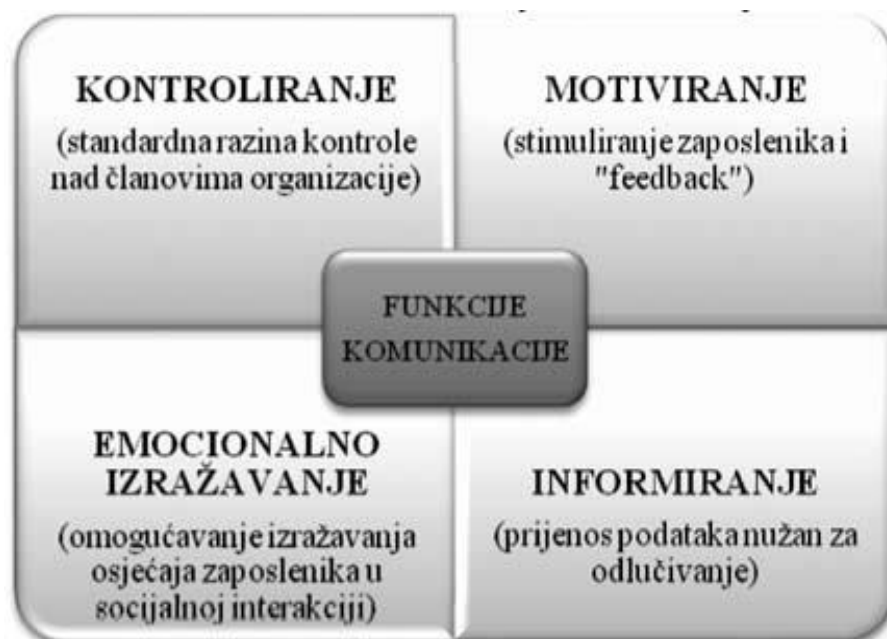 KONTROLIRANJE
(standardna razina kontrole
nad članovima organizacije)
MOTIVIRANJE
(stimuliranje zaposlenika i
"feedback")
FUNKCIJE
KOMUNIKACIJE
EMOCIONALNO
IZRAŽAVANJE
(omogućavanje izražavanja
osjećaja zaposlenika u
socijalnoj interakciji)
INFORMIRANJE
(prijenos podataka nužan za
odlučivanje)